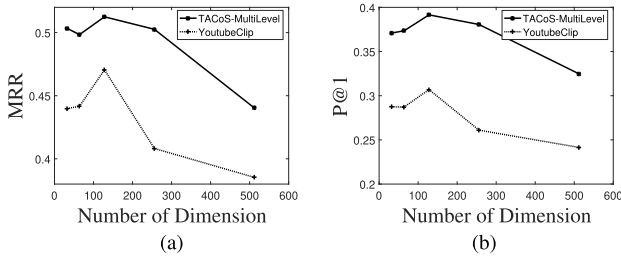 TACoS-MultiLevel
YoutubeClip
0.5
0.45
0.4
MRR
0 100 200 300 400 500 600
Number of Dimension
(a)
TACoS-MultiLevel
YoutubeClip
0.4
0.35
0.3
0.25
0.2
P@1
0 100 200 300 400 500 600
Number of Dimension
(b)